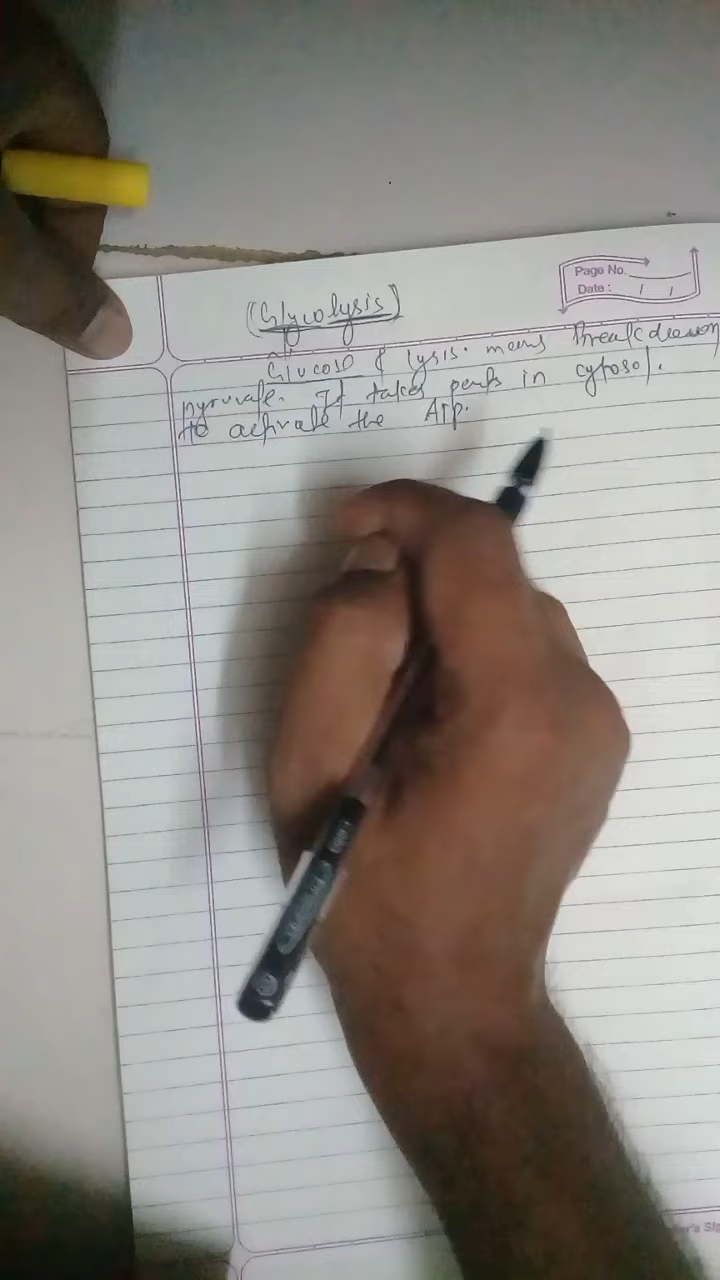 Page No.
Date : / /
(Glycolysis)
Glucose & lysis. means Breakdown
pyruvate. It takes parts in cytosol.
to activate the ATP.